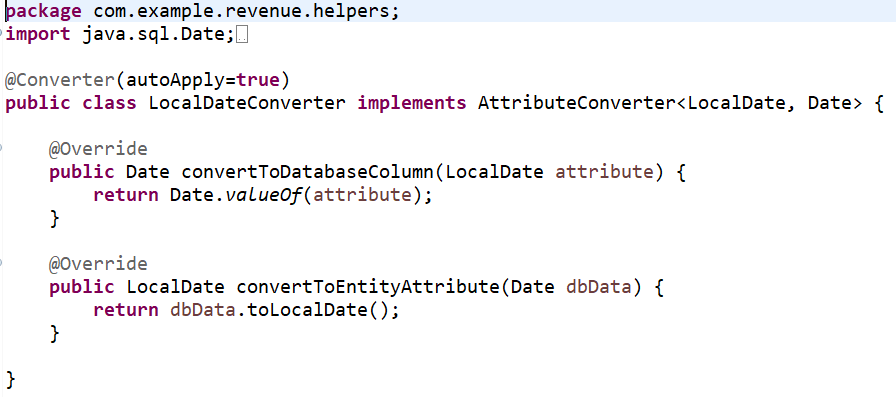 package com.example.revenue.helpers;
import java.sql.Date;
@Converter(autoApply=true)
public class LocalDateConverter implements AttributeConverter<LocalDate, Date> {
@Override
public Date convertToDatabaseColumn(LocalDate attribute) {
return Date.valueOf(attribute);
}
@Override
public LocalDate convertToEntityAttribute(Date dbData) {
return dbData.toLocalDate();
}
}